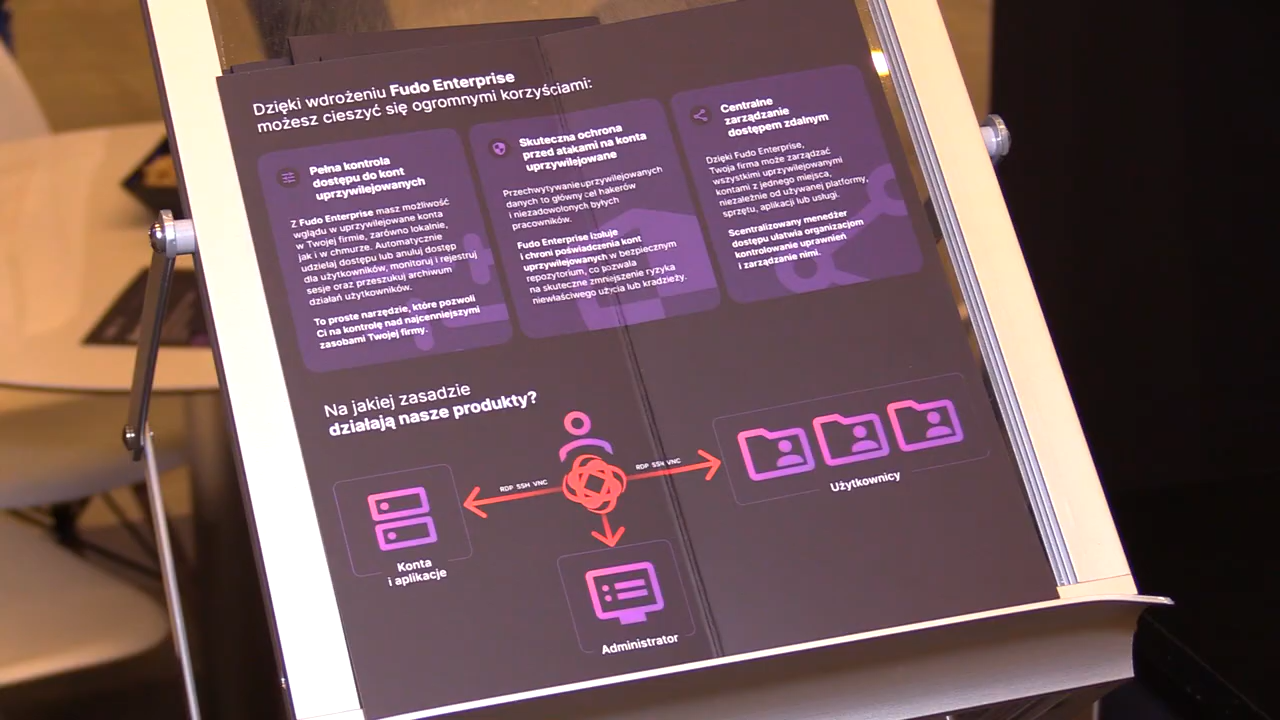 Dzięki wdrożeniu Fudo Enterprise
możesz cieszyć się ogromnymi korzyściami:
Pełna kontrola
dostępu do kont
uprzywilejowanych
Z Fudo Enterprise masz możliwość
wglądu w uprzywilejowane konta
w Twojej firmie, zarówno lokalnie,
jak i w chmurze. Automatycznie
udzielaj dostępu lub anuluj dostęp
dla użytkowników, monitoruj i rejestruj
sesje oraz przeszukuj archiwum
działań użytkowników.
To proste narzędzie, które pozwoli
Ci na kontrolę nad najcenniejszymi
zasobami Twojej firmy.
Skuteczna ochrona
przed atakami na konta
uprzywilejowane
Przechwytywanie uprzywilejowanych
danych to główny cel hakerów
i niezadowolonych byłych
pracowników.
Fudo Enterprise izoluje
i chroni poświadczenia kont
uprzywilejowanych w bezpiecznym
repozytorium, co pozwala
na skuteczne zmniejszenie ryzyka
niewłaściwego użycia lub kradzieży.
Centralne
zarządzanie
dostępem zdalnym
Dzięki Fudo Enterprise,
Twoja firma może zarządzać
wszystkimi uprzywilejowanymi
kontami z jednego miejsca,
niezależnie od używanej platformy,
sprzętu, aplikacji lub usługi.
Scentralizowany menedżer
dostępu ułatwia organizacjom
kontrolowanie uprawnień
i zarządzanie nimi.
Na jakiej zasadzie
działają nasze produkty?
RDP SSH VNC
RDP SSH VNC
Użytkownicy
Konta
i aplikacje
Administrator